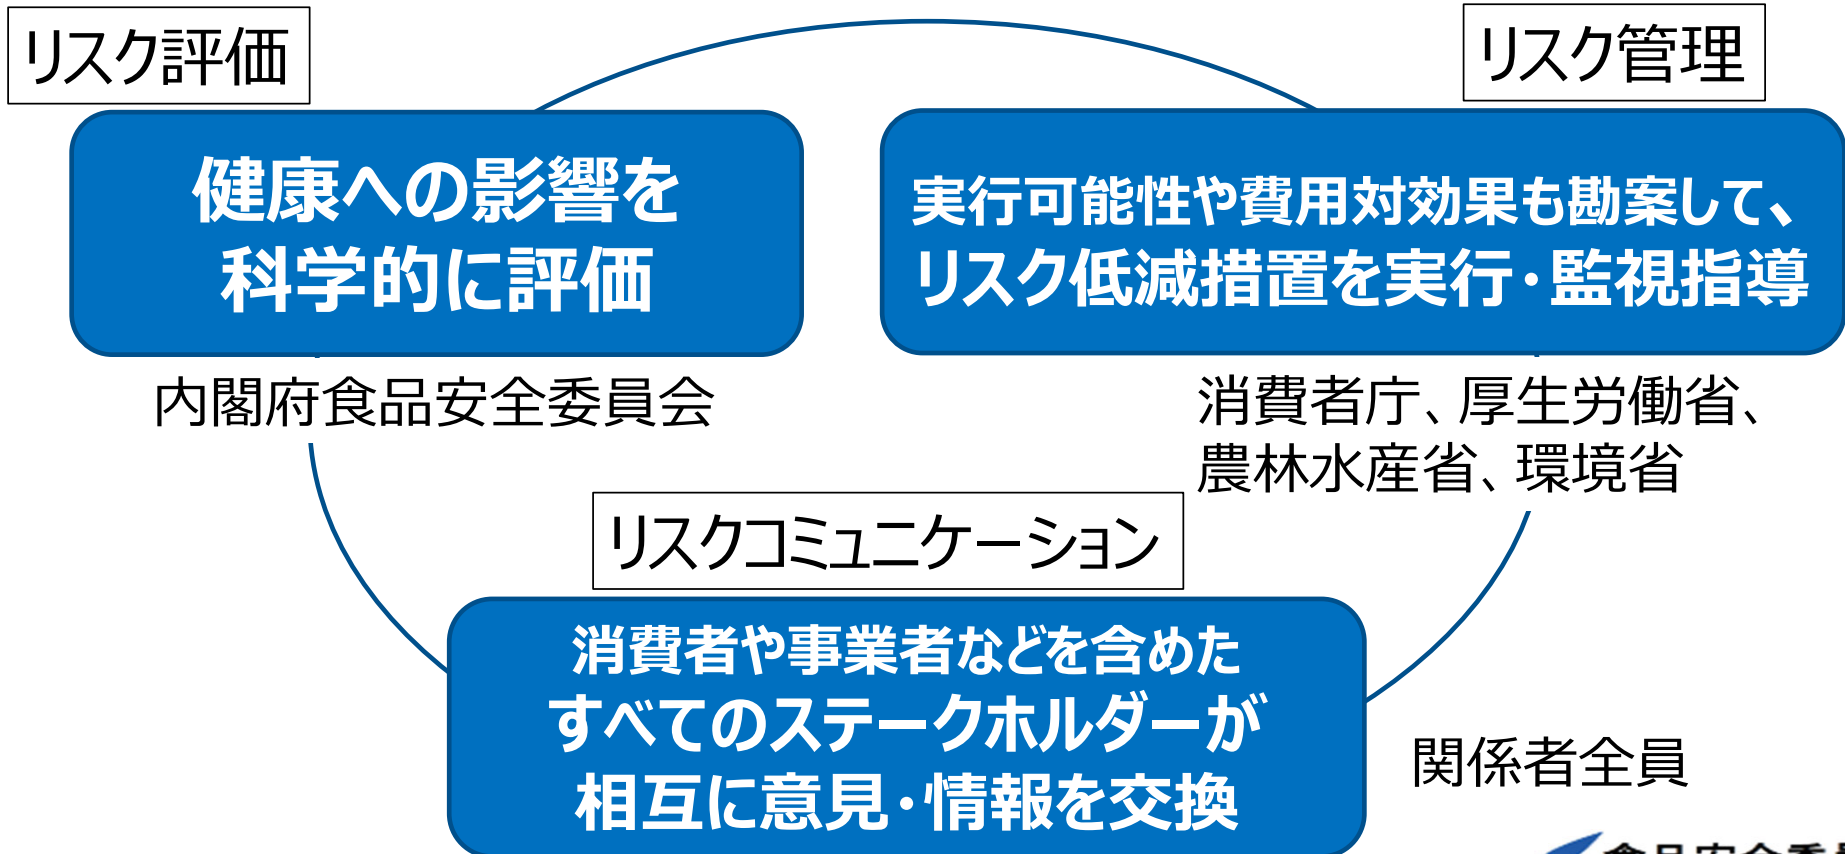 リスク評価
健康への影響を
科学的に評価
内閣府食品安全委員会
リスク管理
実行可能性や費用対効果も勘案して、
リスク低減措置を実行・監視指導
消費者庁、厚生労働省、
農林水産省、環境省
リスクコミュニケーション
消費者や事業者などを含めた
すべてのステークホルダーが
相互に意見・情報を交換
関係者全員